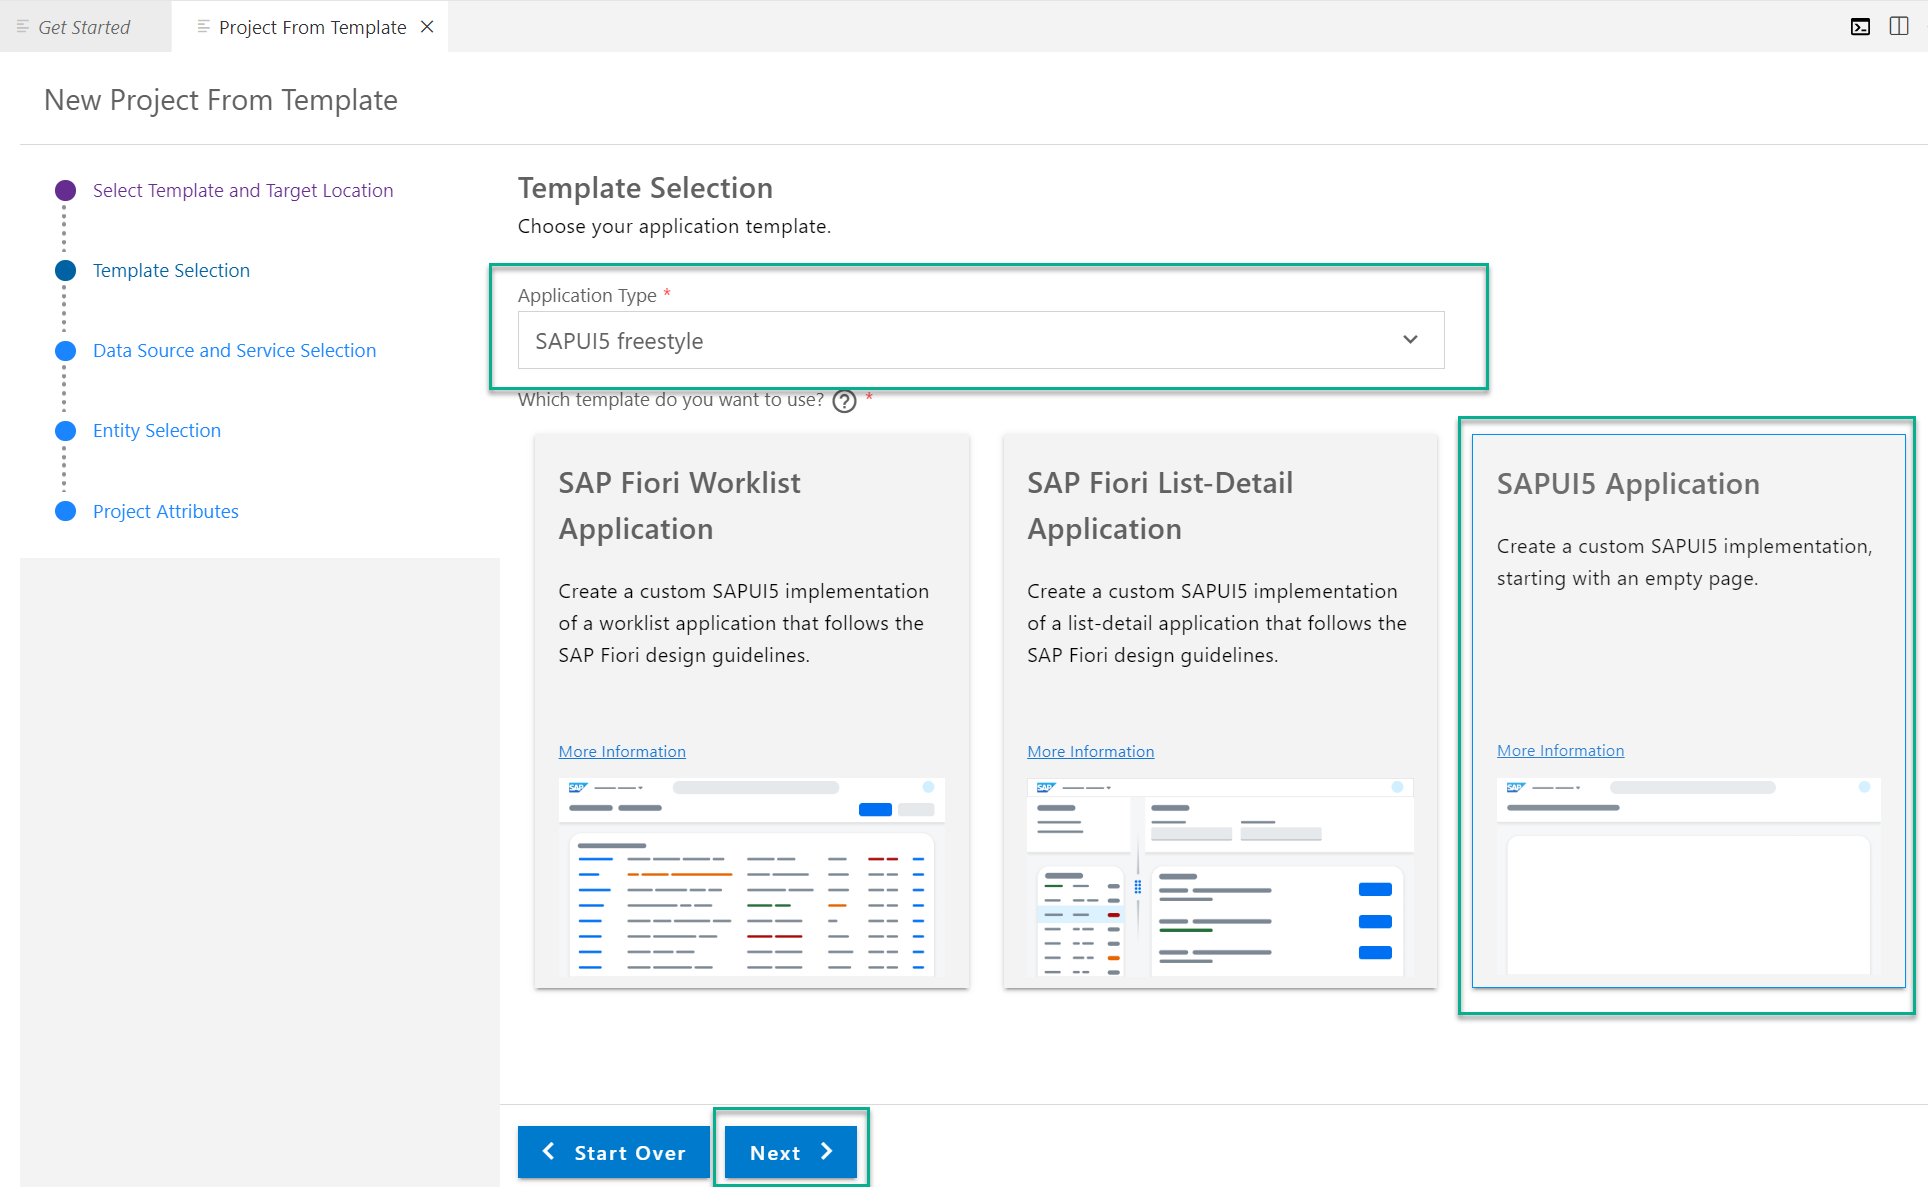 Get Started
Project From Template
New Project From Template
Select Template and Target Location
Template Selection
Data Source and Service Selection
Entity Selection
Project Attributes
Template Selection
Choose your application template.
Application Type *
SAPUI5 freestyle
Which template do you want to use? ? *
SAP Fiori Worklist
Application
Create a custom SAPUI5 implementation
of a worklist application that follows the
SAP Fiori design guidelines.
More Information
SAP
SAP Fiori List-Detail
Application
Create a custom SAPUI5 implementation
of a list-detail application that follows the
SAP Fiori design guidelines.
More Information
SAP
SAPUI5 Application
Create a custom SAPUI5 implementation,
starting with an empty page.
More Information
SAP
Start Over
Next